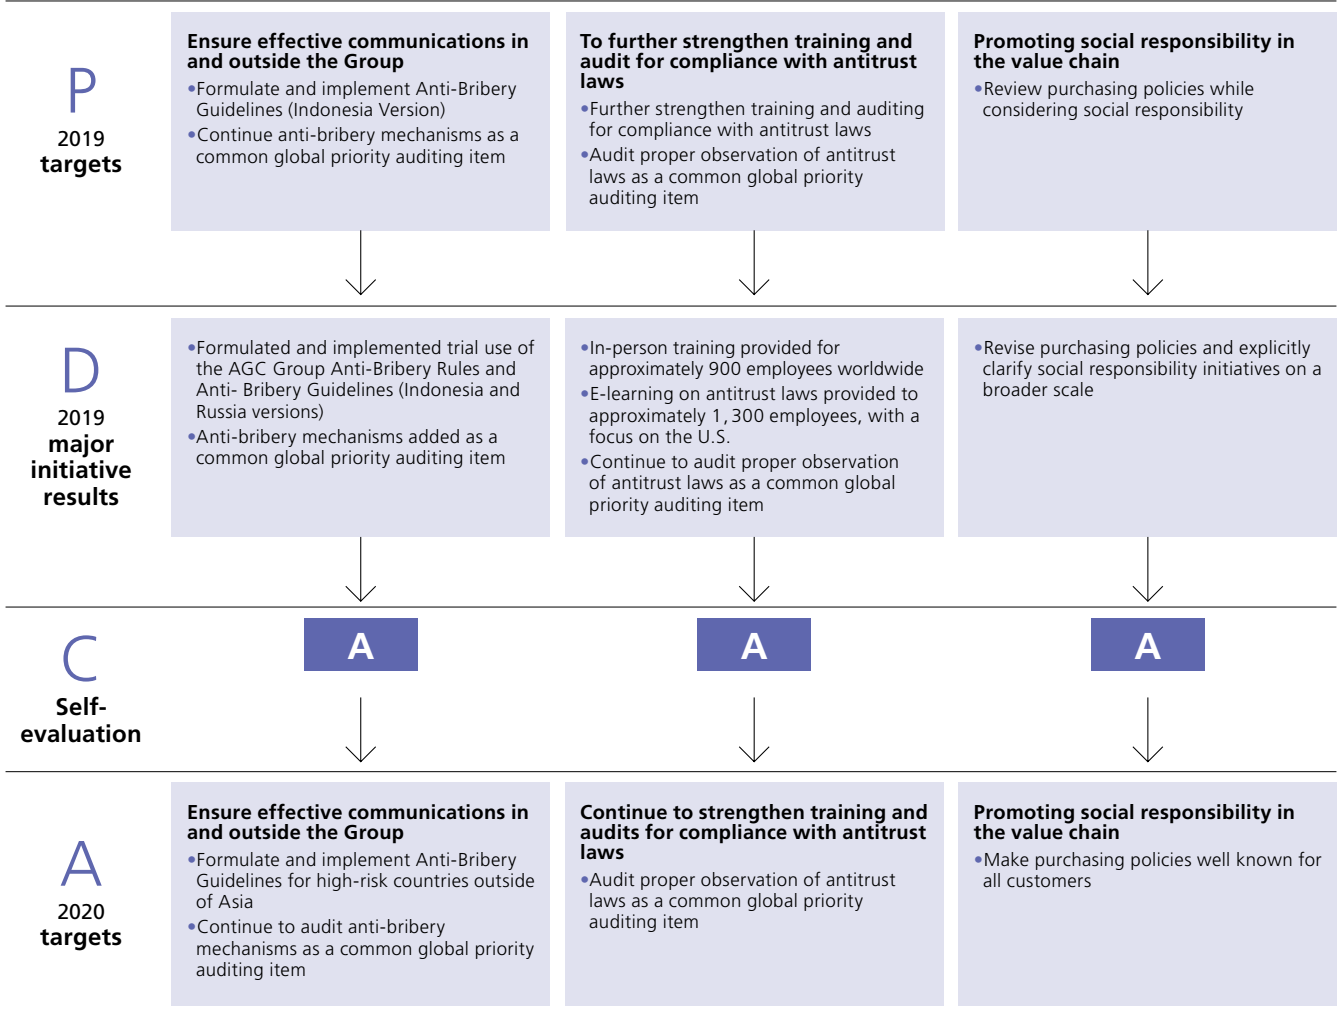 P
2019
targets
Ensure effective communications in
and outside the Group
•Formulate and implement Anti-Bribery
Guidelines (Indonesia Version)
•Continue anti-bribery mechanisms as a
common global priority auditing item
To further strengthen training and
audit for compliance with antitrust
laws
•Further strengthen training and auditing
for compliance with antitrust laws
•Audit proper observation of antitrust
laws as a common global priority
auditing item
Promoting social responsibility in
the value chain
•Review purchasing policies while
considering social responsibility
D
2019
major
initiative
results
•Formulated and implemented trial use of
the AGC Group Anti-Bribery Rules and
Anti- Bribery Guidelines (Indonesia and
Russia versions)
•Anti-bribery mechanisms added as a
common global priority auditing item
•In-person training provided for
approximately 900 employees worldwide
•E-learning on antitrust laws provided to
approximately 1,300 employees, with a
focus on the U.S.
•Continue to audit proper observation
of antitrust laws as a common global
priority auditing item
•Revise purchasing policies and explicitly
clarify social responsibility initiatives on a
broader scale
C
Self-
evaluation
A
A
A
A
2020
targets
Ensure effective communications in
and outside the Group
•Formulate and implement Anti-Bribery
Guidelines for high-risk countries outside
of Asia
•Continue to audit anti-bribery
mechanisms as a common global priority
auditing item
Continue to strengthen training and
audits for compliance with antitrust
laws
•Audit proper observation of antitrust
laws as a common global priority
auditing item
Promoting social responsibility in
the value chain
•Make purchasing policies well known for
all customers